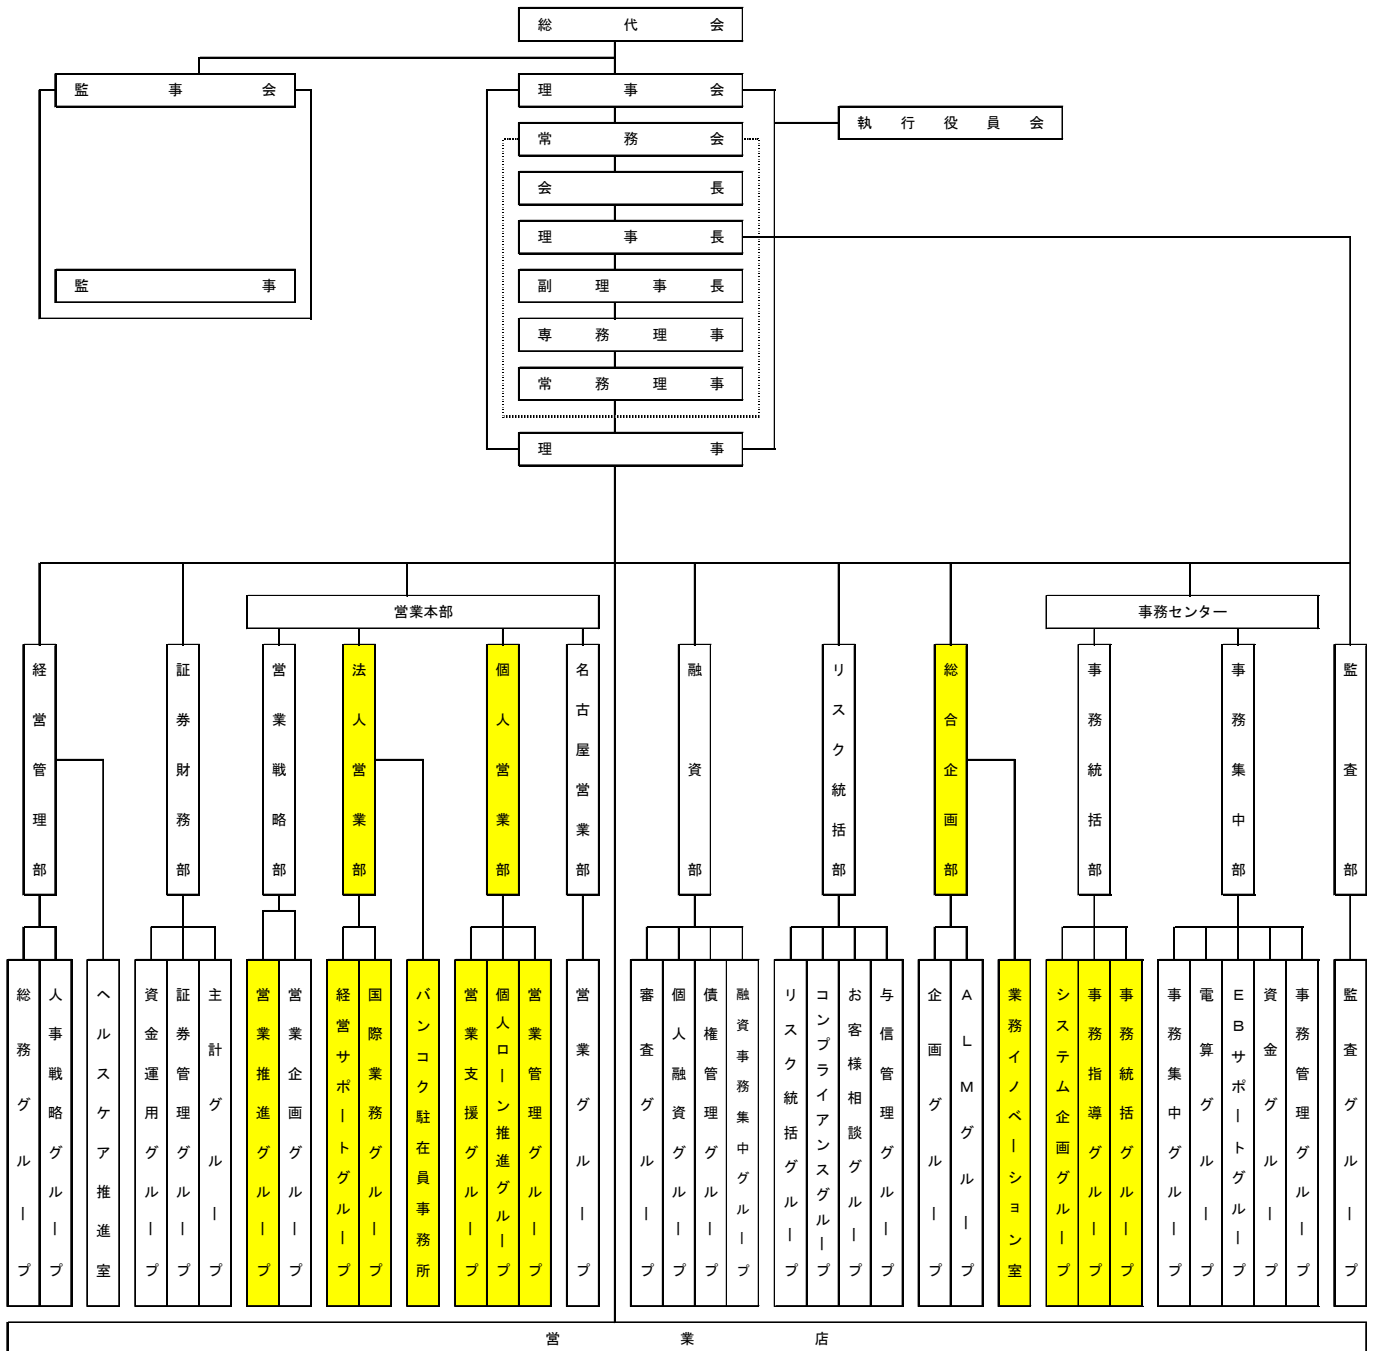 総代会
監事会
理事会
執行役員会
常務会
会長
理事長
監事
副理事長
専務理事
常務理事
理事
営業本部
事務センター
経営管理部
証券財務部
営業戦略部
法人営業部
個人営業部
名古屋営業部
融資部
リスク統括部
総合企画部
事務統括部
事務集中部
監査部
総務グループ
人事戦略グループ
ヘルスケア推進室
資金運用グループ
証券管理グループ
主計グループ
営業推進グループ
営業企画グループ
経営サポートグループ
国際業務グループ
バンコク駐在員事務所
営業支援グループ
個人ローン推進グループ
営業管理グループ
営業グループ
審査グループ
個人融資グループ
債権管理グループ
融資事務集中グループ
リスク統括グループ
コンプライアンスグループ
お客様相談グループ
与信管理グループ
企画グループ
ALMグループ
業務イノベーション室
システム企画グループ
事務指導グループ
事務統括グループ
事務集中グループ
電算グループ
EBサポートグループ
資金グループ
事務管理グループ
監査グループ
営業店